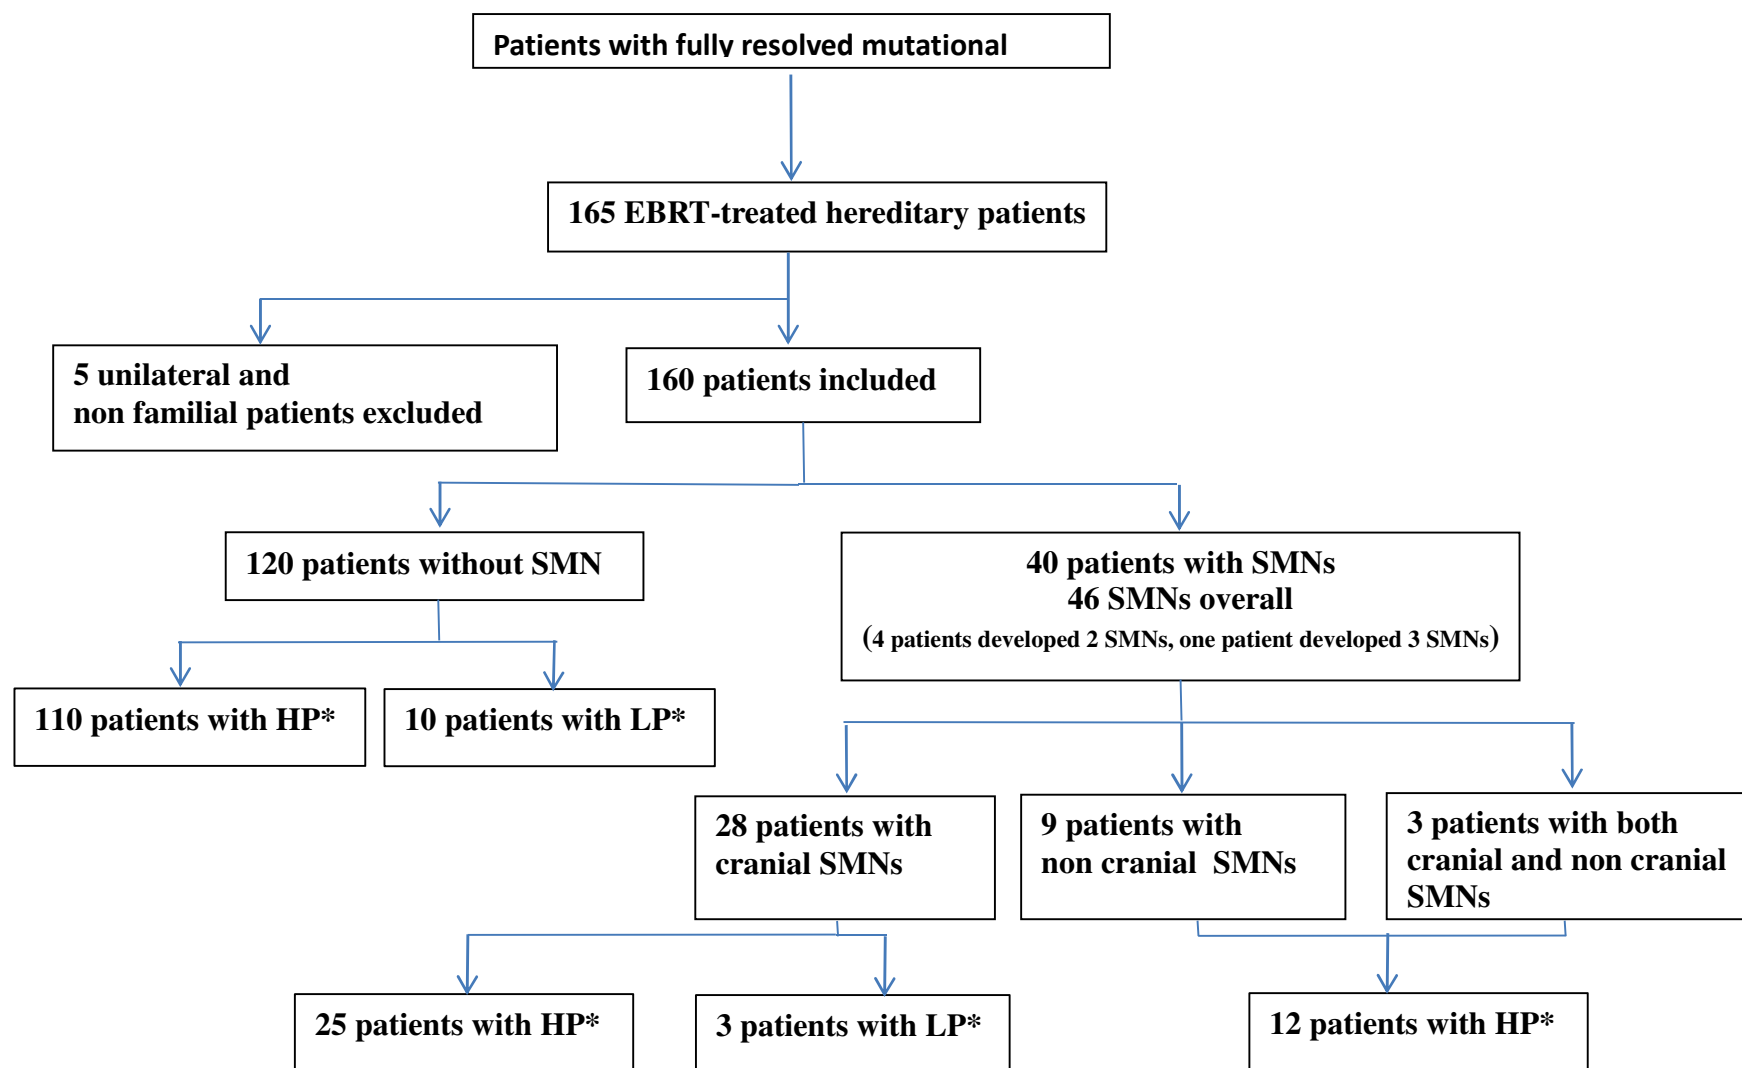 Patients with fully resolved mutational
165 EBRT-treated hereditary patients
5 unilateral and
non familial patients excluded
160 patients included
120 patients without SMN
40 patients with SMNs
46 SMNs overall
(4 patients developed 2 SMNs, one patient developed 3 SMNs)
110 patients with HP*
10 patients with LP*
28 patients with
cranial SMNs
9 patients with
non cranial  SMNs
3 patients with both
cranial and non cranial
SMNs
25 patients with HP*
3 patients with LP*
12 patients with HP*